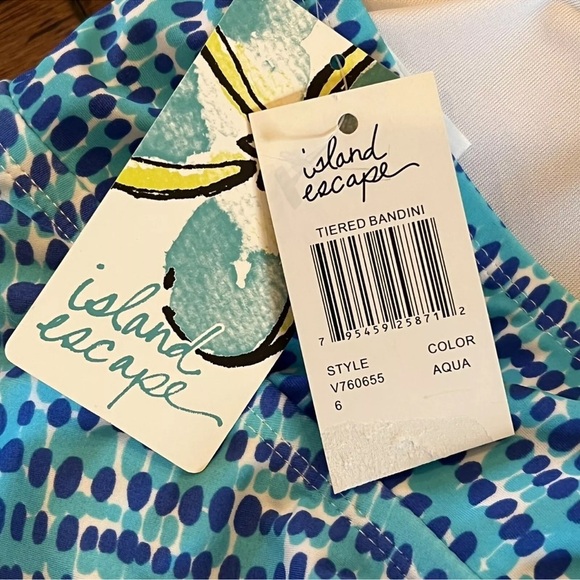 island
escape
island
escape
TIERED BANDINI
7 95459 25871 2
STYLE COLOR
V760655 AQUA
6